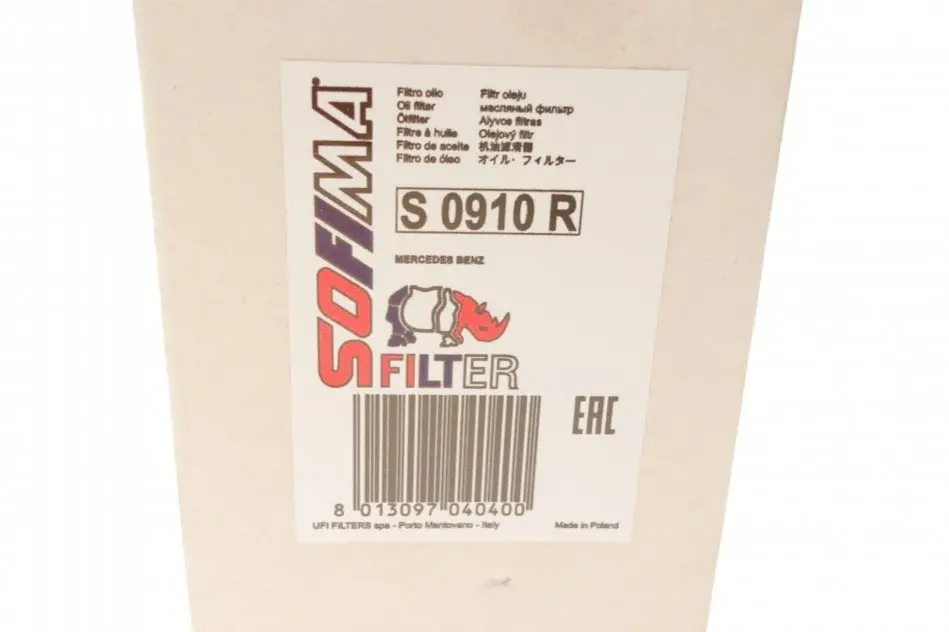 SOFIMA®
Filtro olio
Oil filter
Ölfilter
Filtre à huile
Filtro de aceite
Filtro de óleo
Filtr oleju
масляный фильтр
Alyvos filtras
Olejový filtr
机油滤清器
オイル・フィルター
S 0910 R
MERCEDES BENZ
FILTER
EAC
8 013097 040400
UFI FILTERS spa - Porto Mantovano - Italy
Made in Poland